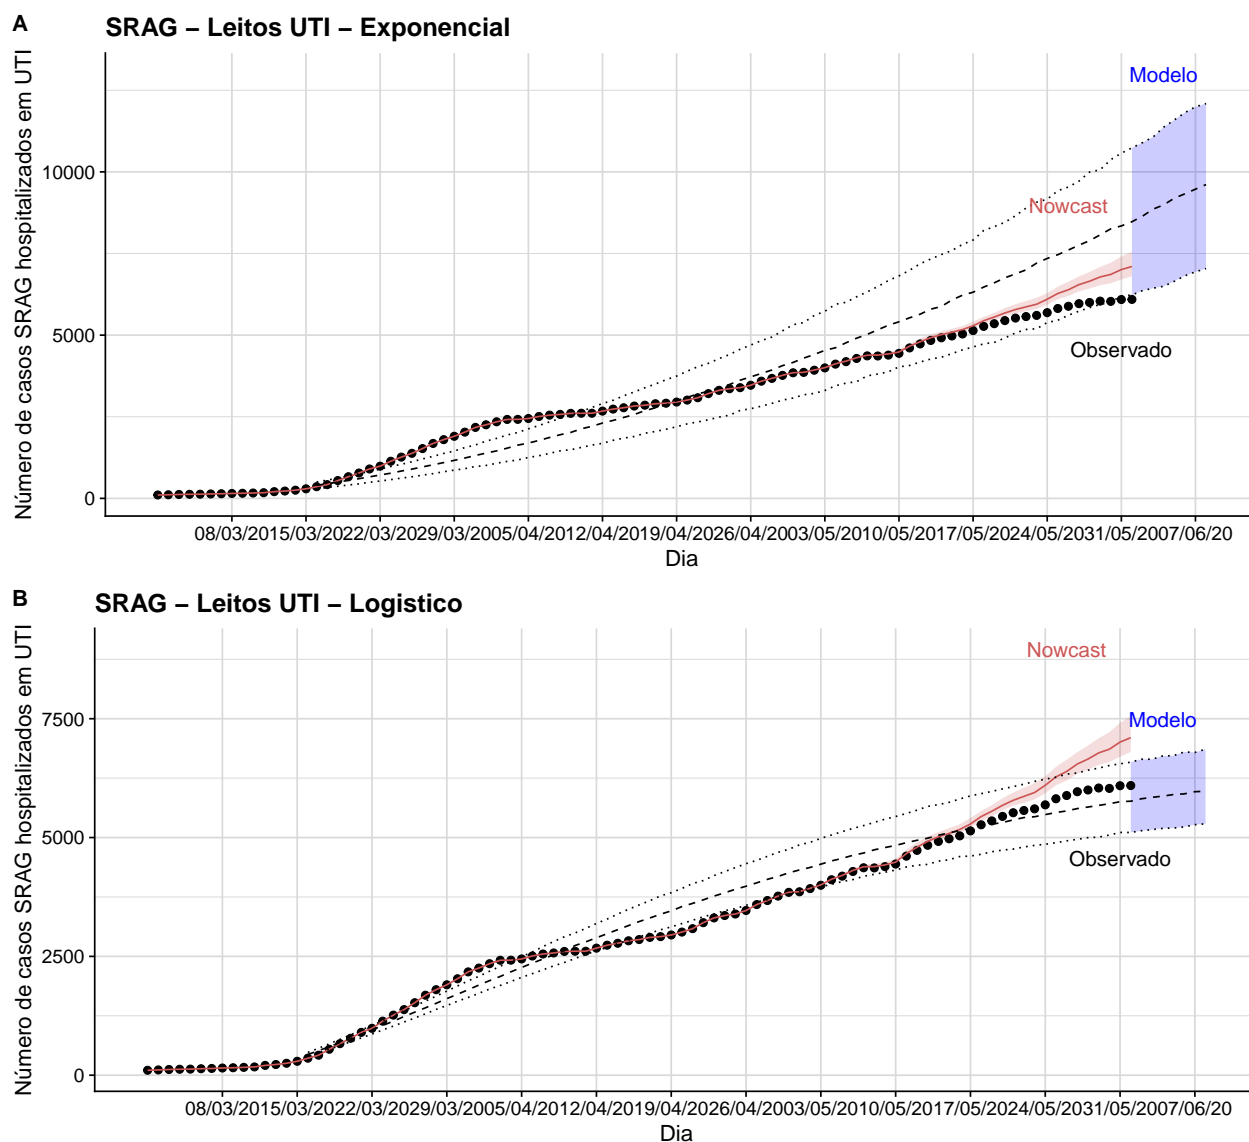 A
SRAG – Leitos UTI – Exponencial
Número de casos SRAG hospitalizados em UTI
Modelo
10000
Nowcast
5000
Observado
0
08/03/2015/03/2022/03/2029/03/2005/04/2012/04/2019/04/2026/04/2003/05/2010/05/2017/05/2024/05/2031/05/2007/06/20
Dia
B
SRAG – Leitos UTI – Logistico
Número de casos SRAG hospitalizados em UTI
Nowcast
7500
Modelo
5000
Observado
2500
0
08/03/2015/03/2022/03/2029/03/2005/04/2012/04/2019/04/2026/04/2003/05/2010/05/2017/05/2024/05/2031/05/2007/06/20
Dia